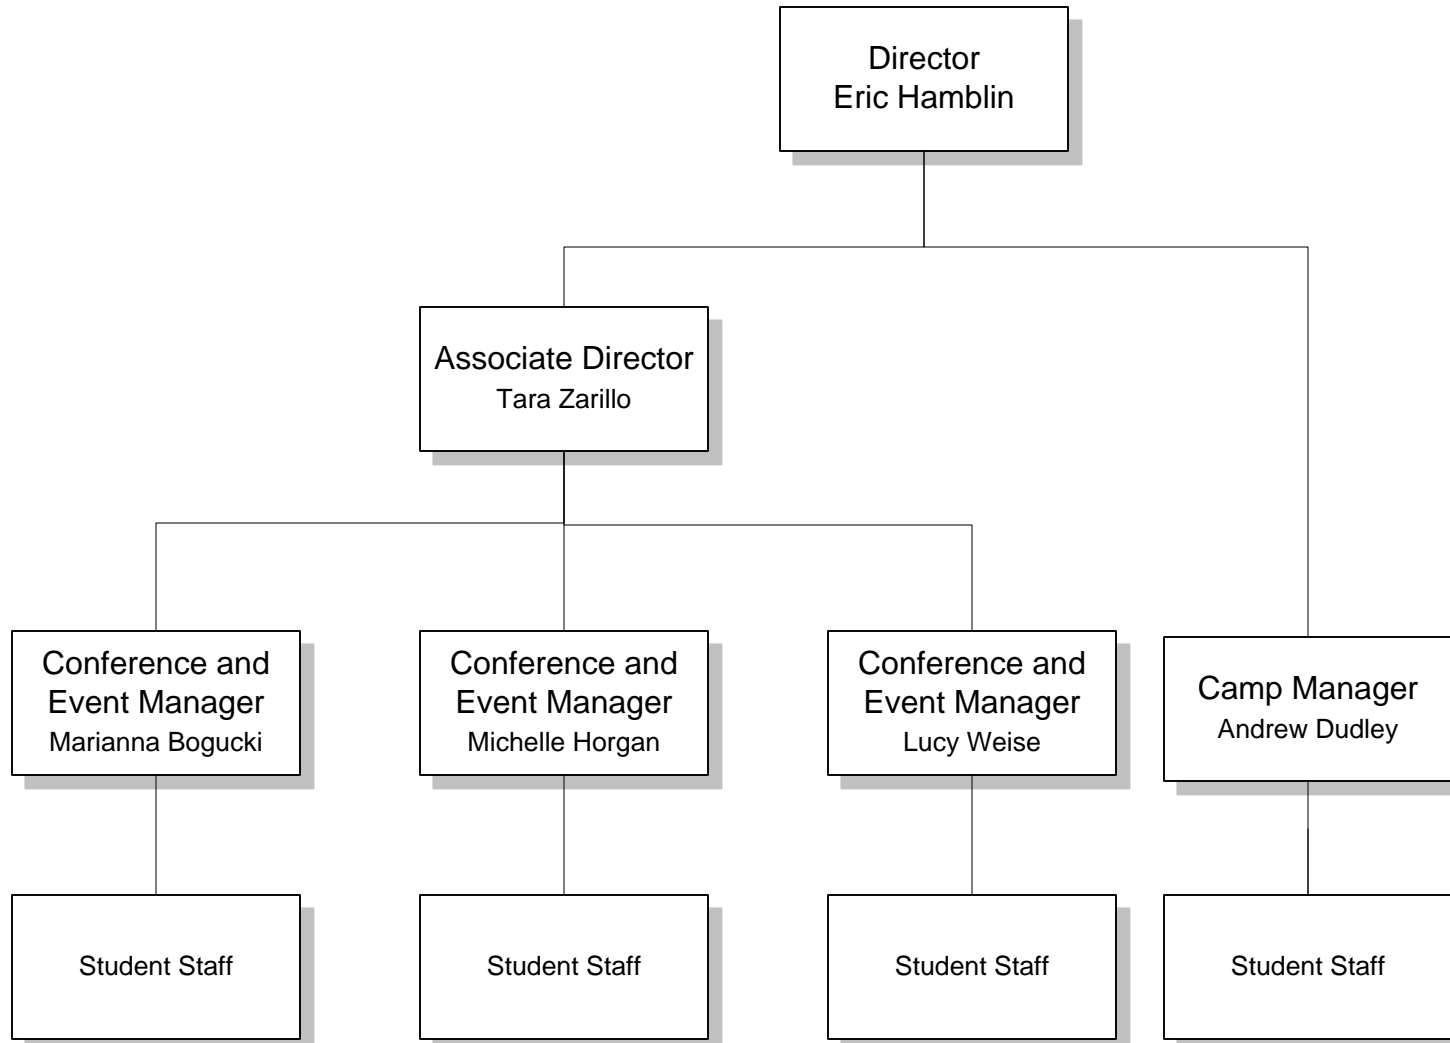 Director
Eric Hamblin
Associate Director
Tara Zarillo
Conference and
Event Manager
Marianna Bogucki
Conference and
Event Manager
Michelle Horgan
Conference and
Event Manager
Lucy Weise
Camp Manager
Andrew Dudley
Student Staff
Student Staff
Student Staff
Student Staff